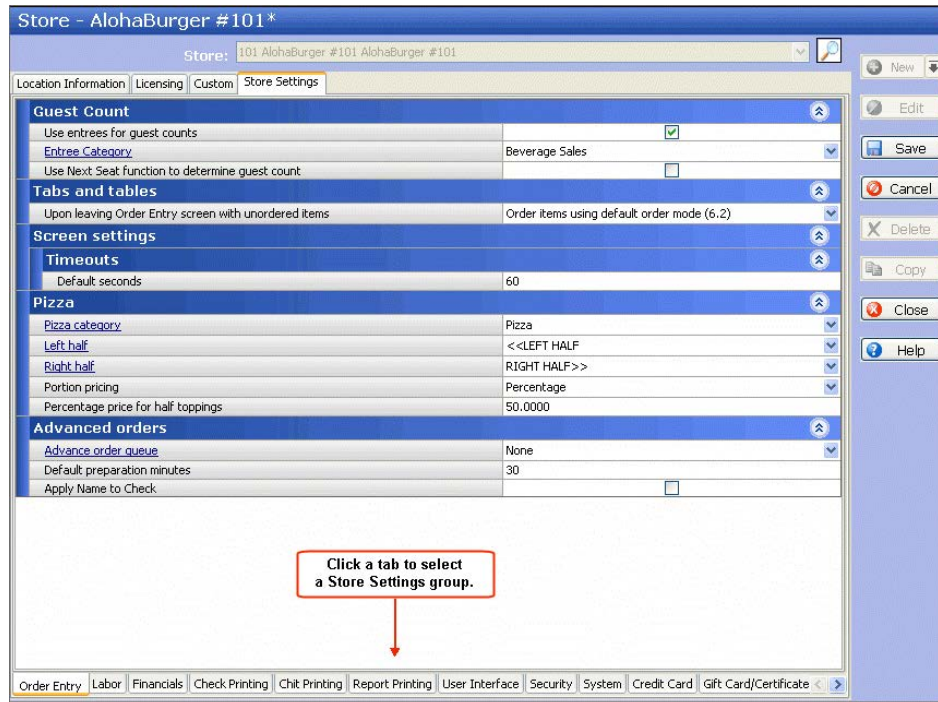 Store - AlohaBurger #101*
Store: 101 AlohaBurger #101 AlohaBurger #101
New
Location Information Licensing Custom Store Settings
Guest Count
Edit
Use entrees for guest counts
Entree Category Beverage Sales
Save
Use Next Seat function to determine guest count
Tabs and tables
Cancel
Upon leaving Order Entry screen with unordered items Order items using default order mode (6.2)
Delete
Screen settings
Timeouts
Copy
Default seconds 60
Pizza
Close
Pizza category Pizza
Left half <<LEFT HALF
Help
Right half RIGHT HALF>>
Portion pricing Percentage
Percentage price for half toppings 50.0000
Advanced orders
Advance order queue None
Default preparation minutes 30
Apply Name to Check
Click a tab to select
a Store Settings group.
Order Entry Labor Financials Check Printing Chit Printing Report Printing User Interface Security System Credit Card Gift Card/Certificate